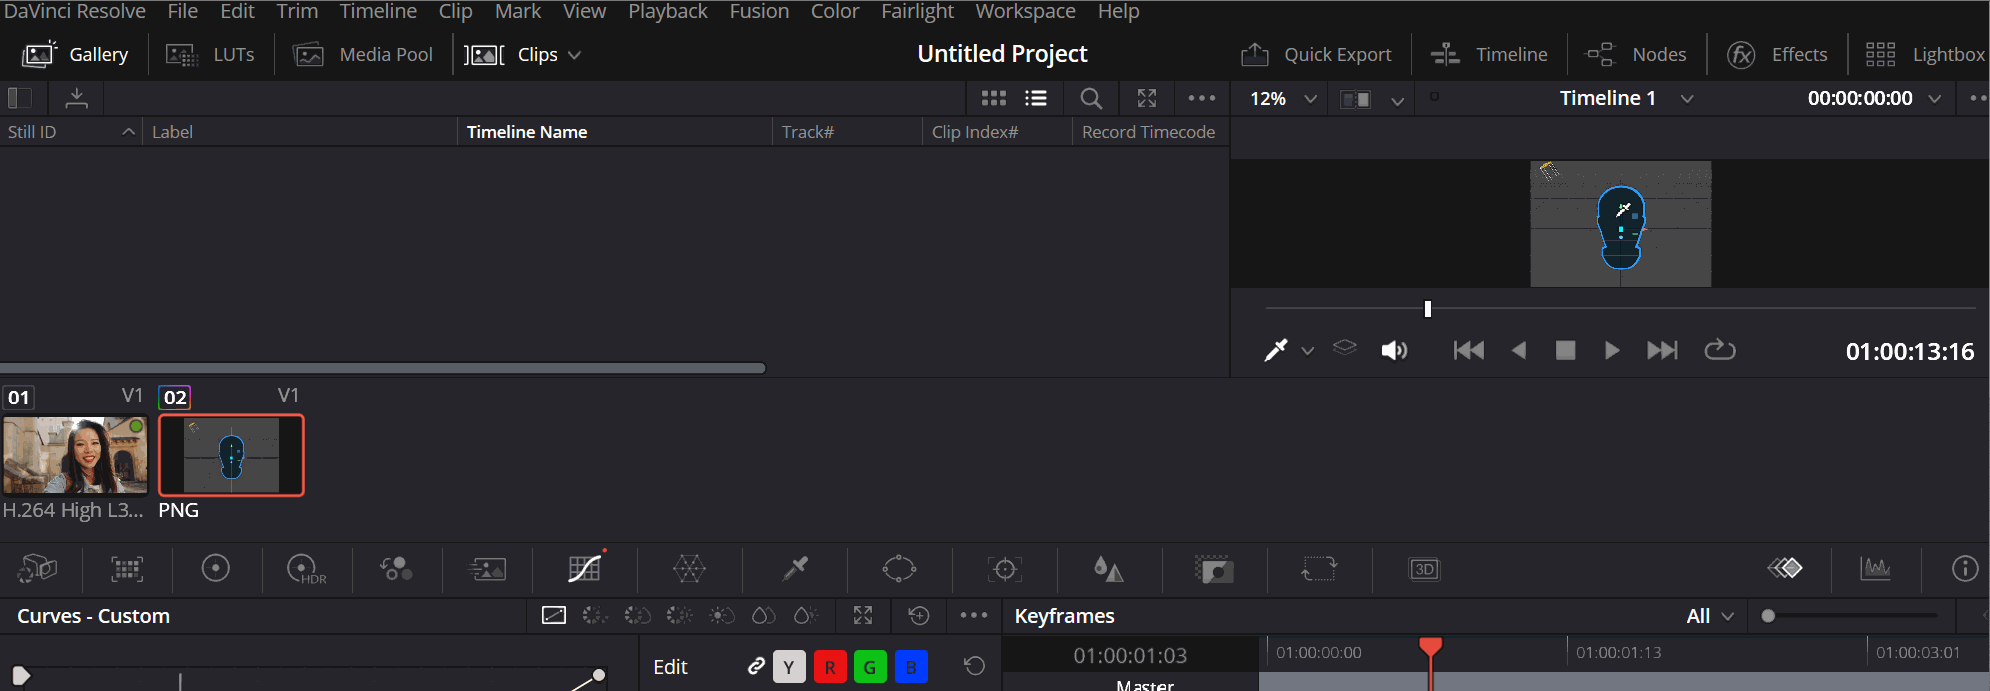 DaVinci Resolve File Edit Trim Timeline Clip Mark View Playback Fusion Color Fairlight Workspace Help
Gallery LUTs Media Pool Clips Untitled Project Quick Export Timeline Nodes fx Effects Lightbox
12% Timeline 1 00:00:00:00
Still ID Label Timeline Name Track# Clip Index# Record Timecode
01:00:13:16
01 V1 02 V1
H.264 High L3... PNG
HDR 3D
Curves - Custom Keyframes All
Edit Y R G B 01:00:01:03 01:00:00:00 01:00:01:13 01:00:03:01
Master